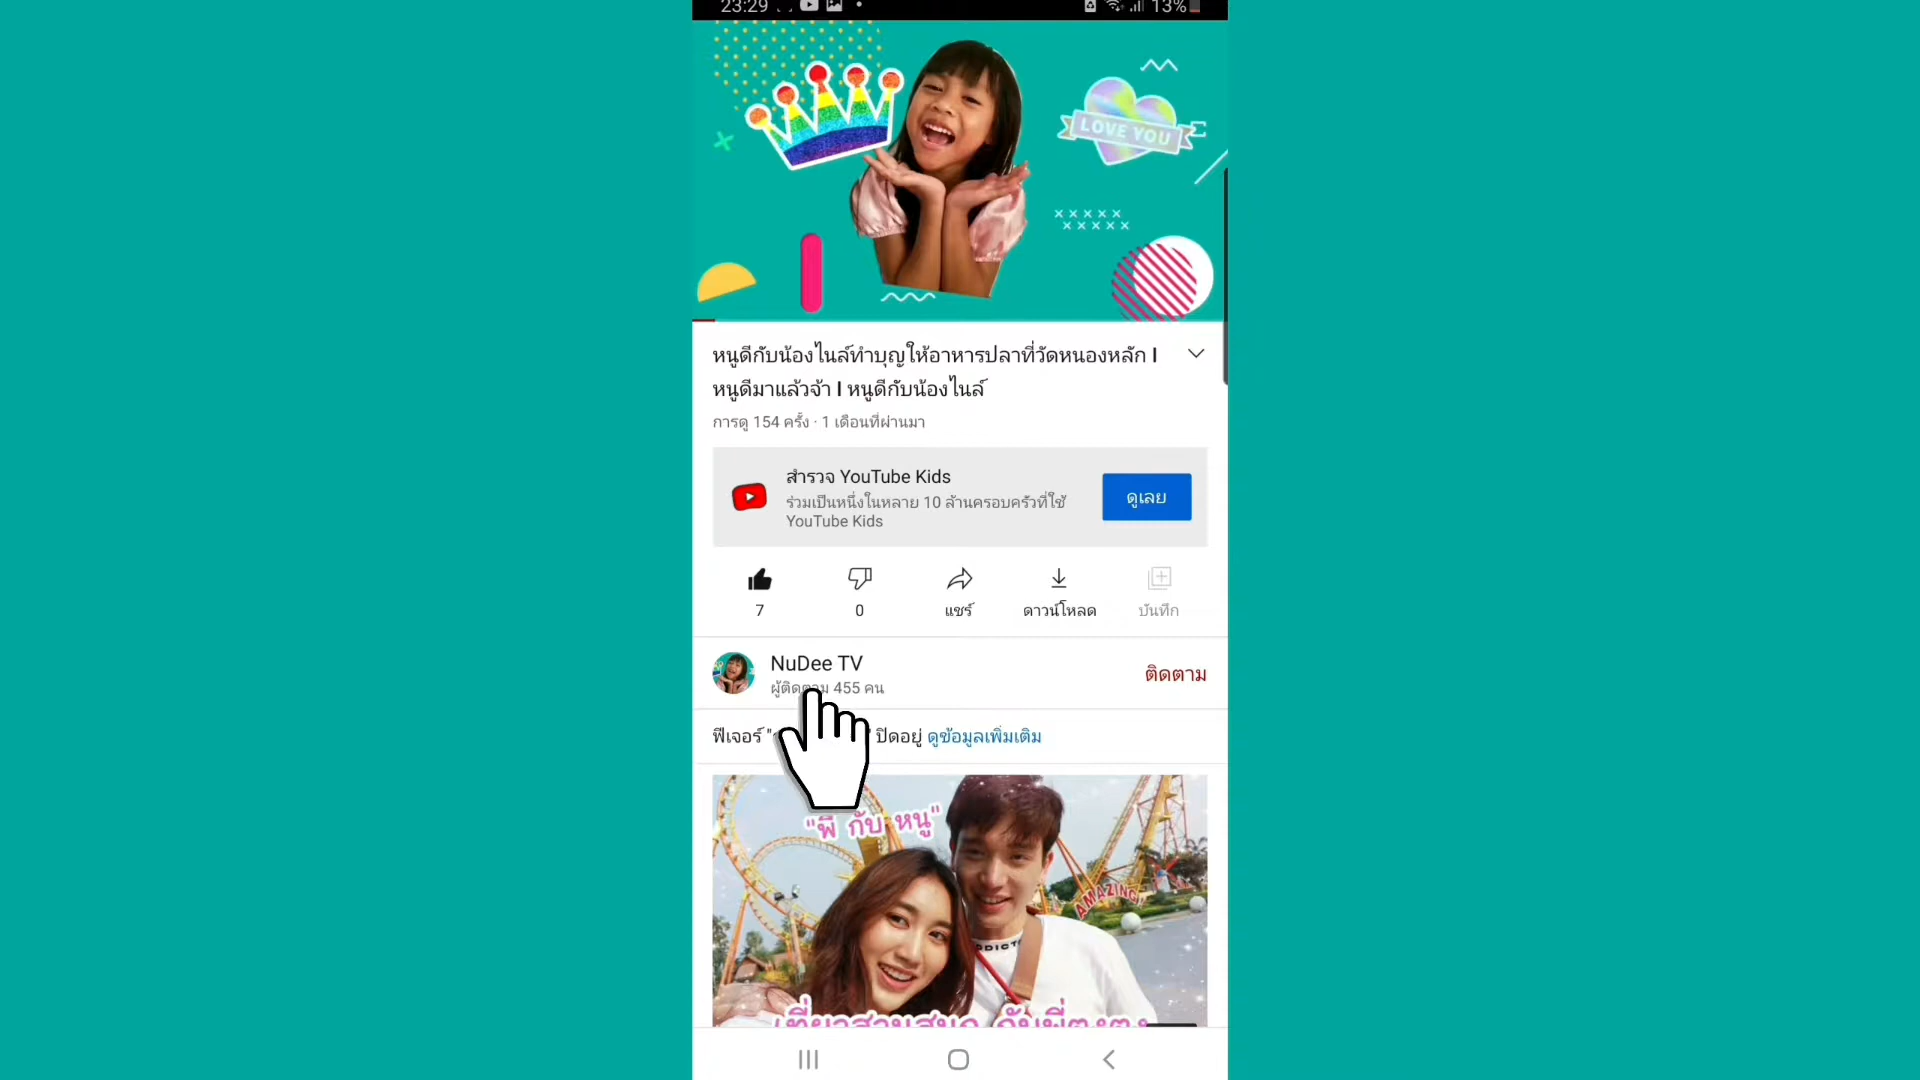 23:29
13%
LOVE YOU
หนูดีกับน้องไนล์ทำบุญให้อาหารปลาที่วัดหนองหลัก I
หนูดีมาแล้วจ้า I หนูดีกับน้องไนล์
การดู 154 ครั้ง · 1 เดือนที่ผ่านมา
สำรวจ YouTube Kids
ร่วมเป็นหนึ่งในหลาย 10 ล้านครอบครัวที่ใช้
YouTube Kids
ดูเลย
7
0
แชร์
ดาวน์โหลด
บันทึก
NuDee TV
ผู้ติดตาม 455 คน
ติดตาม
ฟีเจอร์ " ปิดอยู่ ดูข้อมูลเพิ่มเติม
"พี่ กับ หนู"
AMAZING